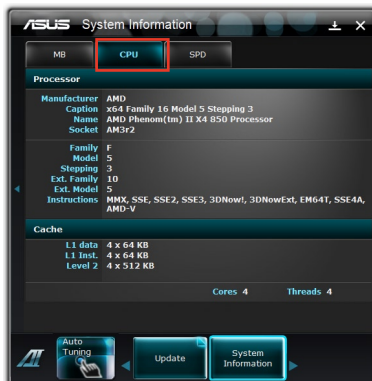 ASUS System Information
MB CPU SPD
Processor
Manufacturer AMD
Caption x64 Family 16 Model 5 Stepping 3
Name AMD Phenom(tm) II X4 850 Processor
Socket AM3r2
Family F
Model 5
Stepping 3
Ext. Family 10
Ext. Model 5
Instructions MMX, SSE, SSE2, SSE3, 3DNow!, 3DNowExt, EM64T, SSE4A,
AMD-V
Cache
L1 data 4 x 64 KB
L1 Inst. 4 x 64 KB
Level 2 4 x 512 KB
Cores 4 Threads 4
Auto
Tuning
Update
System
Information